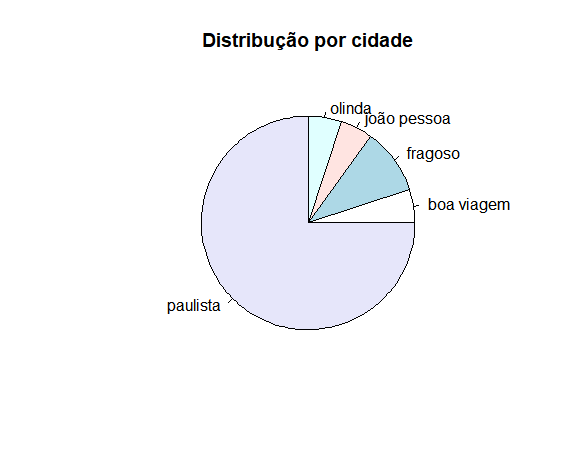 Distribução por cidade
olinda
joão pessoa
fragoso
boa viagem
paulista